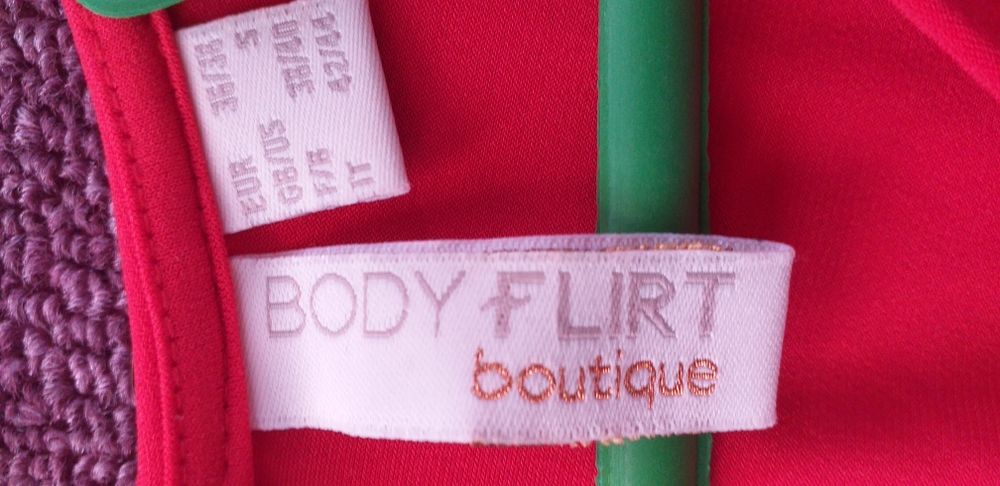 EUR 36/38
GB/US S
F/B 38/40
IT 42/44
BODY FLIRT
boutique